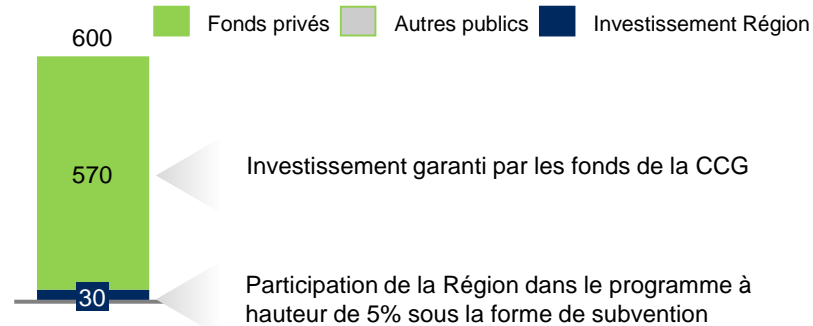 Fonds privés Autres publics Investissement Région
600
570
Investissement garanti par les fonds de la CCG
30
Participation de la Région dans le programme à
hauteur de 5% sous la forme de subvention